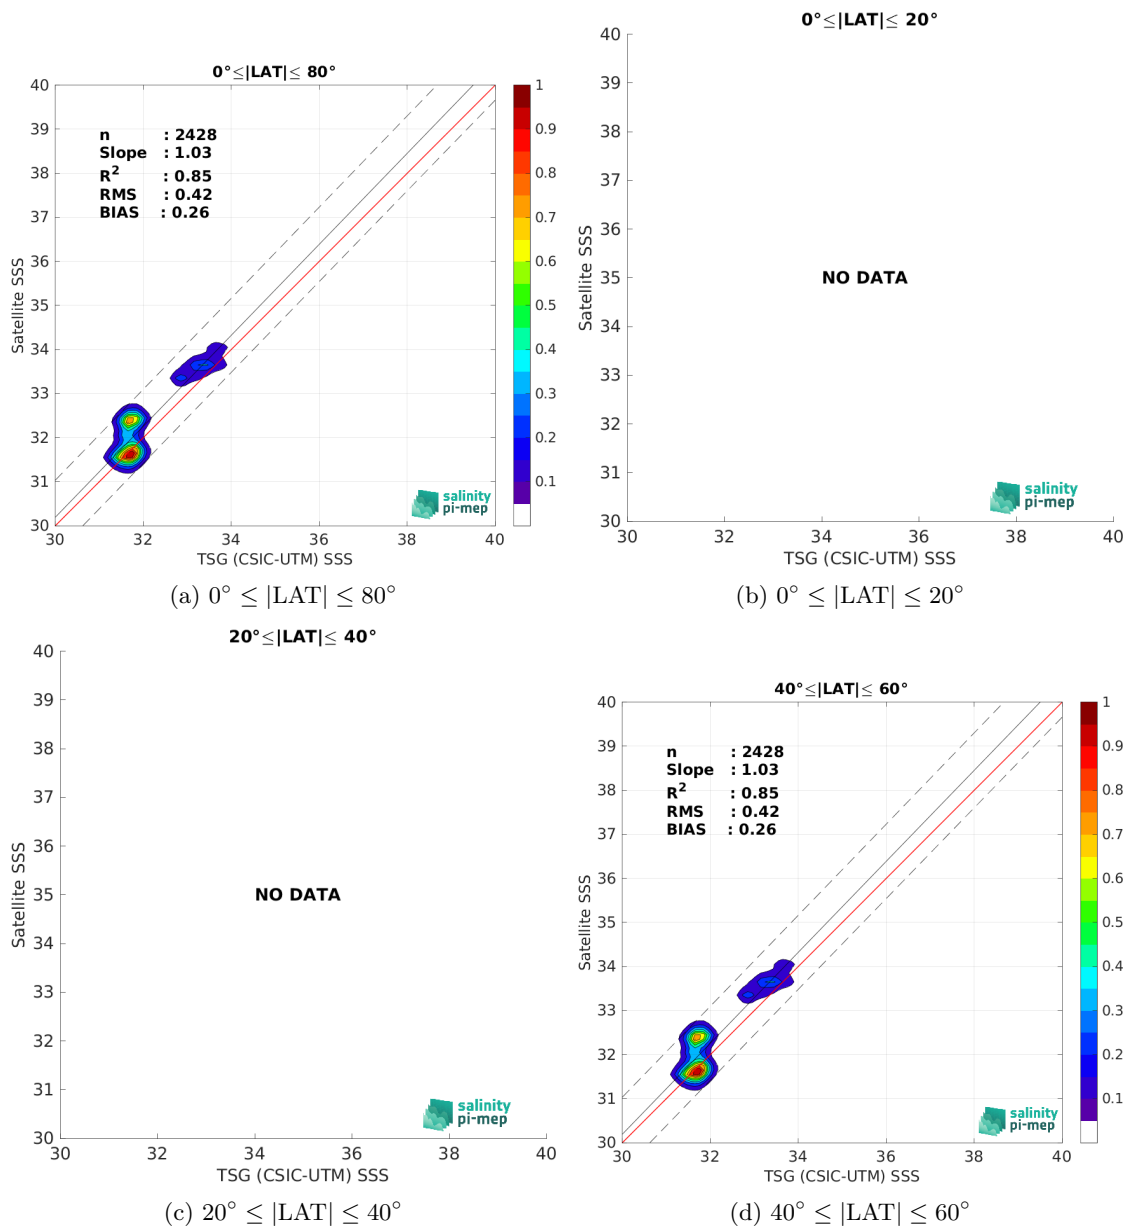 0°≤|LAT|≤ 80°
40
39
38
37
36
35
34
33
32
31
30
Satellite SSS
n : 2428
Slope : 1.03
R² : 0.85
RMS : 0.42
BIAS : 0.26
salinity
pi-mep
30 32 34 36 38 40
TSG (CSIC-UTM) SSS
1
0.9
0.8
0.7
0.6
0.5
0.4
0.3
0.2
0.1
(a) 0° ≤ |LAT| ≤ 80°
0°≤|LAT|≤ 20°
40
39
38
37
36
35
34
33
32
31
30
Satellite SSS
NO DATA
salinity
pi-mep
30 32 34 36 38 40
TSG (CSIC-UTM) SSS
(b) 0° ≤ |LAT| ≤ 20°
20°≤|LAT|≤ 40°
40
39
38
37
36
35
34
33
32
31
30
Satellite SSS
NO DATA
salinity
pi-mep
30 32 34 36 38 40
TSG (CSIC-UTM) SSS
(c) 20° ≤ |LAT| ≤ 40°
40°≤|LAT|≤ 60°
40
39
38
37
36
35
34
33
32
31
30
Satellite SSS
n : 2428
Slope : 1.03
R² : 0.85
RMS : 0.42
BIAS : 0.26
salinity
pi-mep
30 32 34 36 38 40
TSG (CSIC-UTM) SSS
1
0.9
0.8
0.7
0.6
0.5
0.4
0.3
0.2
0.1
(d) 40° ≤ |LAT| ≤ 60°